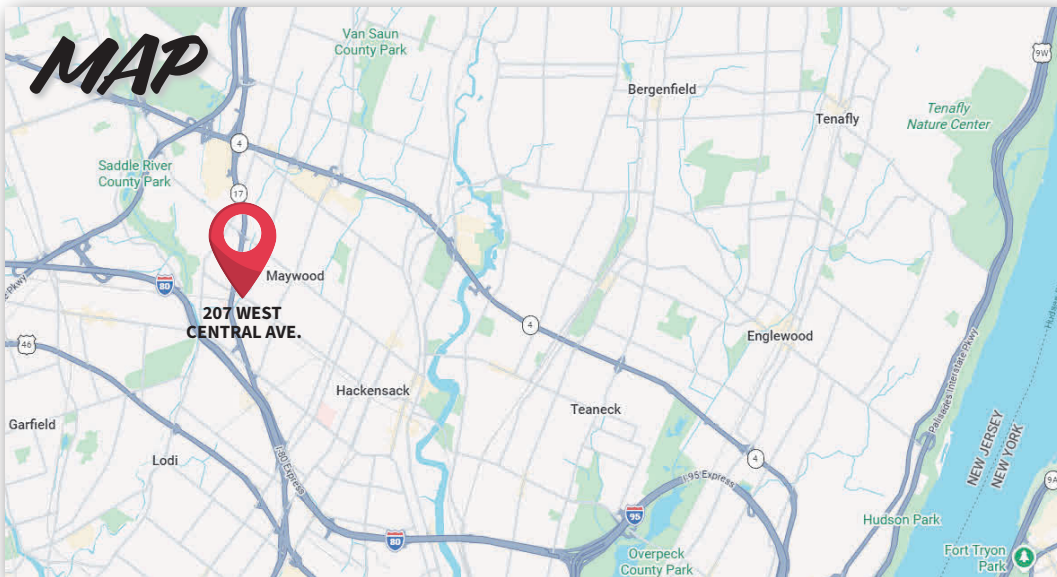 MAP
Van Saun
County Park
9W
Bergenfield
Tenafly
Tenafly
Nature Center
4
Saddle River
County Park
17
Maywood
80
207 WEST
CENTRAL AVE.
Pkwy
46
4
Englewood
Palisades Interstate Pkwy
Hackensack
Teaneck
Garfield
Lodi
I-80 Express
4
I-95 Express
NEW JERSEY
NEW YORK
9A
95
80
Hudson Park
Overpeck
County Park
Fort Tryon
Park